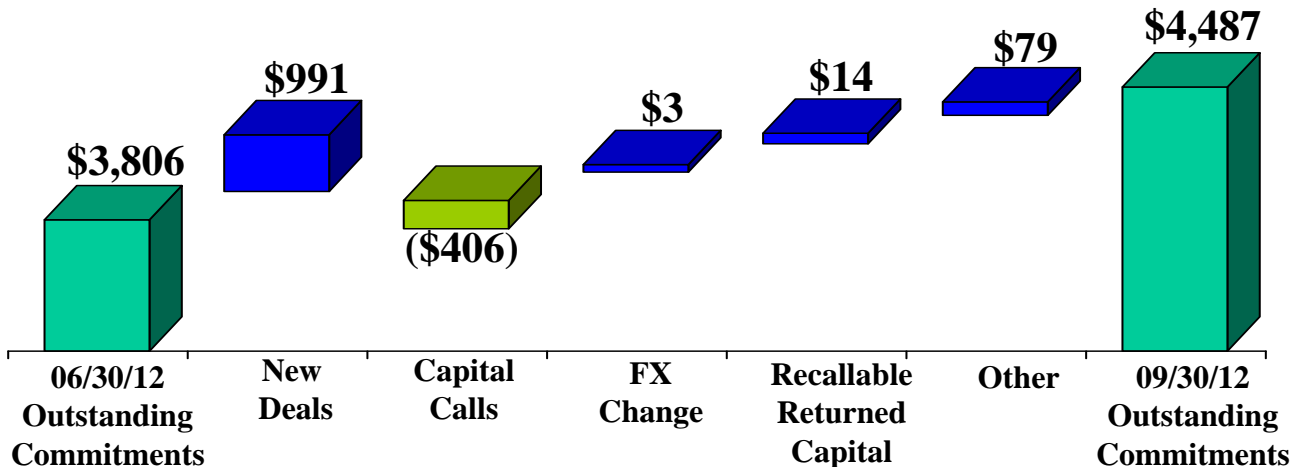 $3,806
$991
($406)
$3
$14
$79
$4,487
06/30/12
Outstanding
Commitments
New
Deals
Capital
Calls
FX
Change
Recallable
Returned
Capital
Other
09/30/12
Outstanding
Commitments